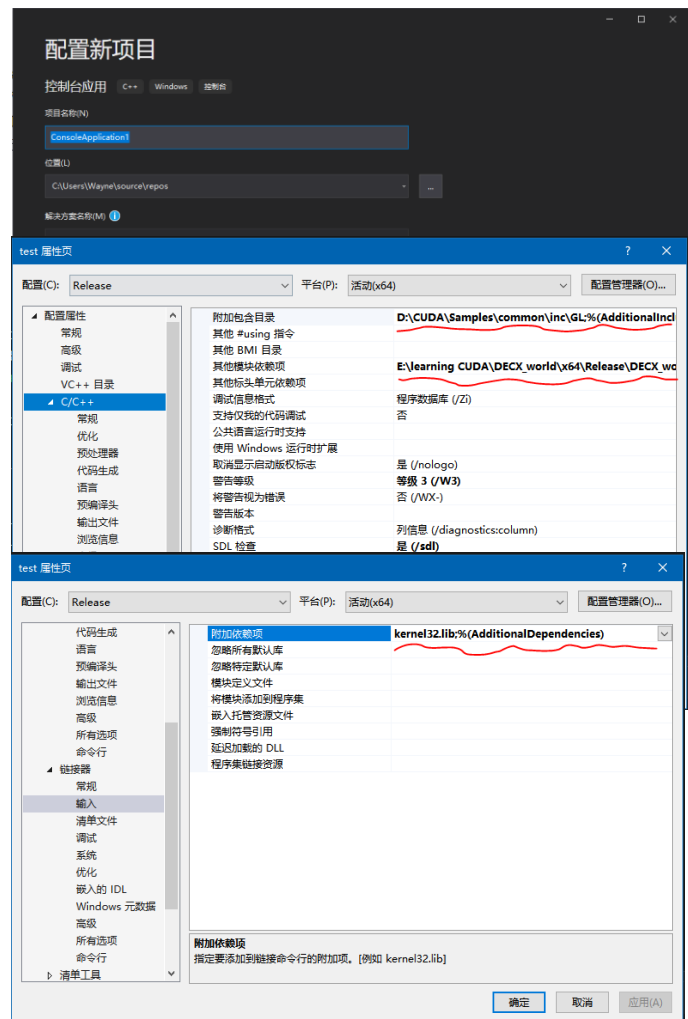 配置新项目
控制台应用 C++ Windows 控制台
项目名称(N)
ConsoleApplication1
位置(L)
C:\Users\Wayne\source\repos ...
解决方案名称(M)
test 属性页 ?
配置(C): Release 平台(P): 活动(x64) 配置管理器(O)...
配置属性
常规
高级
调试
VC++ 目录
C/C++
常规
优化
预处理器
代码生成
语言
预编译头
输出文件
浏览信息
附加包含目录 D:\CUDA\Samples\common\inc\GL;%(AdditionalIncl
其他 #using 指令
其他 BMI 目录
其他模块依赖项 E:\learning CUDA\DECX_world\x64\Release\DECX_wo
其他标头单元依赖项
调试信息格式 程序数据库 (/Zi)
支持仅我的代码调试 否
公共语言运行时支持
使用 Windows 运行时扩展
取消显示启动版权标志 是 (/nologo)
警告等级 等级 3 (/W3)
将警告视为错误 否 (/WX-)
警告版本
诊断格式 列信息 (/diagnostics:column)
SDL 检查 是 (/sdl)
test 属性页 ?
配置(C): Release 平台(P): 活动(x64) 配置管理器(O)...
代码生成
语言
预编译头
输出文件
浏览信息
高级
所有选项
命令行
链接器
常规
输入
清单文件
调试
系统
优化
嵌入的 IDL
Windows 元数据
高级
所有选项
命令行
清单工具
附加依赖项 kernel32.lib;%(AdditionalDependencies)
忽略所有默认库
忽略特定默认库
模块定义文件
将模块添加到程序集
嵌入托管资源文件
强制符号引用
延迟加载的 DLL
程序集链接资源
附加依赖项
指定要添加到链接命令行的附加项。[例如 kernel32.lib]
确定 取消 应用(A)